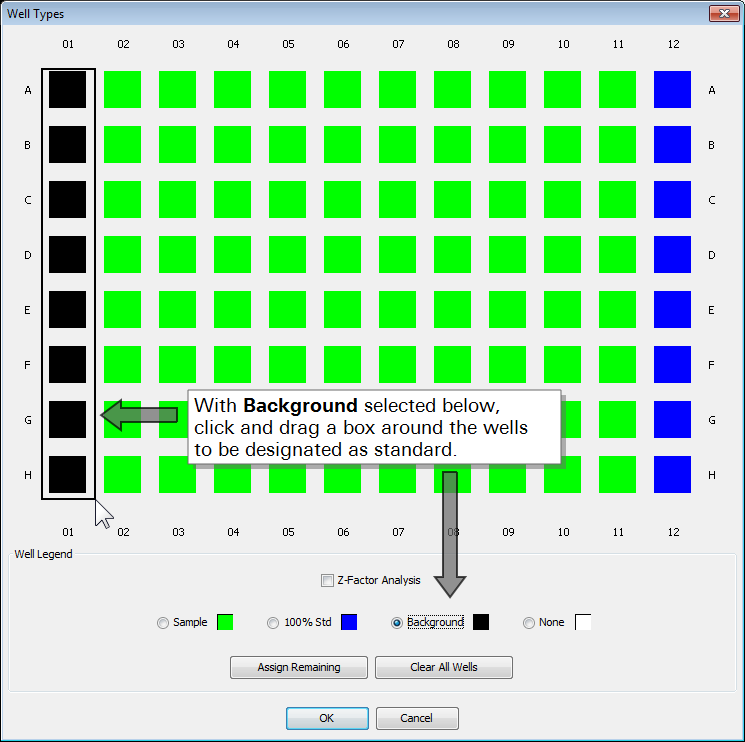 Well Types
01 02 03 04 05 06 07 08 09 10 11 12
A A
B B
C C
D D
E E
F F
G G
H H
With Background selected below,
click and drag a box around the wells
to be designated as standard.
01 02 03 04 05 06 07 08 09 10 11 12
Well Legend
Z-Factor Analysis
Sample 100% Std Background None
Assign Remaining Clear All Wells
OK Cancel